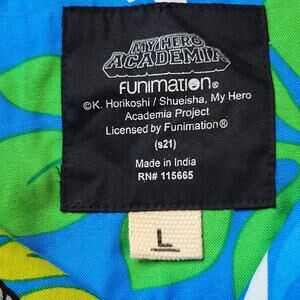 MY HERO
ACADEMIA
FUNIMATION®
©K. Horikoshi / Shueisha, My Hero
Academia Project
Licensed by Funimation®
(s21)
Made in India
RN# 115665
L